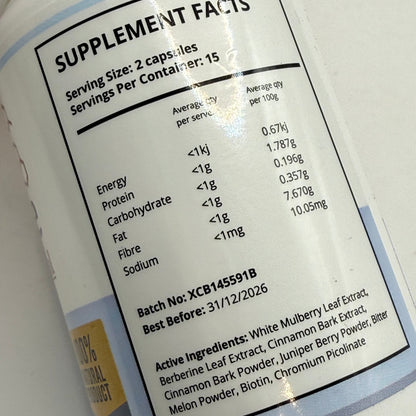 SUPPLEMENT FACTS
Serving Size: 2 capsules
Servings Per Container: 15
Average qty per serve
Average qty per 100g
Energy <1kj 0.67kj
Protein <1g 1.787g
Carbohydrate <1g 0.196g
Fat <1g 0.357g
Fibre <1g 7.670g
Sodium <1mg 10.05mg
Batch No: XCB145591B
Best Before: 31/12/2026
Active Ingredients: White Mulberry Leaf Extract,
Berberine Leaf Extract, Cinnamon Bark Extract,
Cinnamon Bark Powder, Juniper Berry Powder, Bitter
Melon Powder, Biotin, Chromium Picolinate